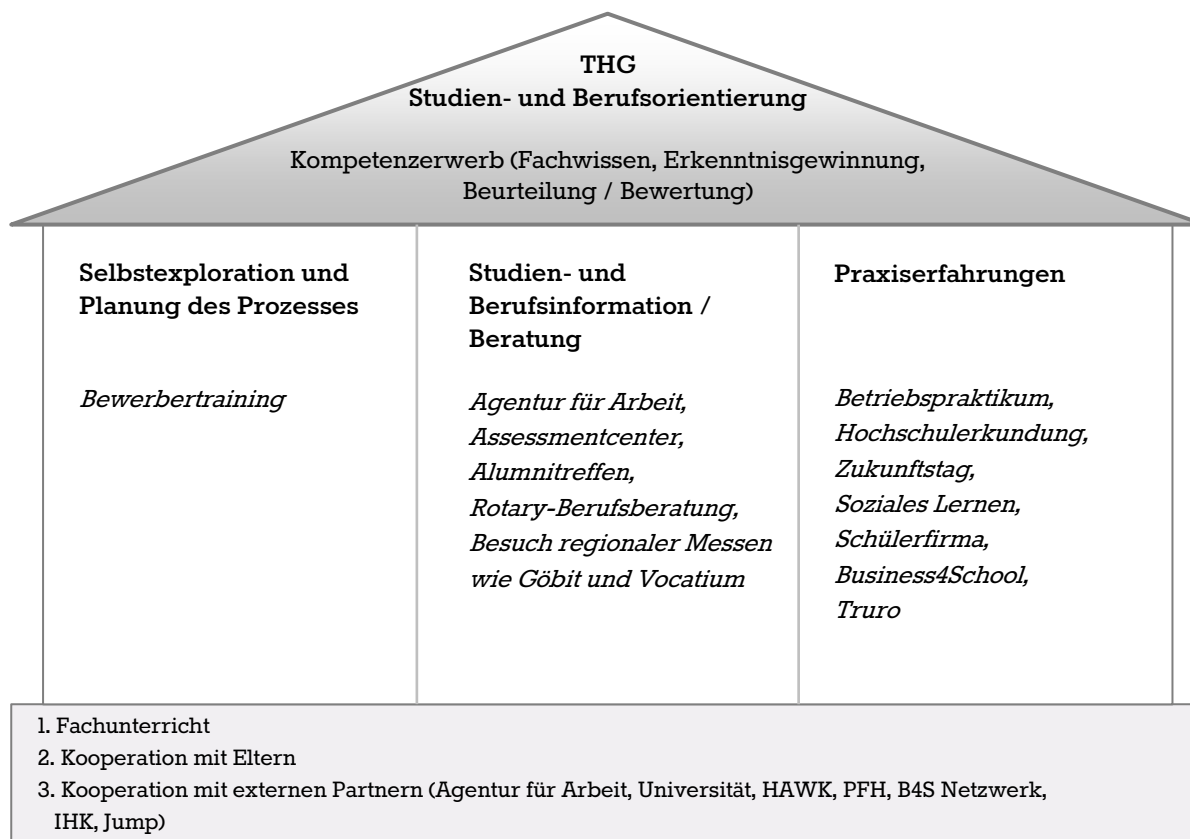 THG
Studien- und Berufsorientierung
Kompetenzerwerb (Fachwissen, Erkenntnisgewinnung,
Beurteilung / Bewertung)
Selbstexploration und
Planung des Prozesses
Bewerbertraining
Studien- und
Berufsinformation /
Beratung
Agentur für Arbeit,
Assessmentcenter,
Alumnitreffen,
Rotary-Berufsberatung,
Besuch regionaler Messen
wie Göbit und Vocatium
Praxiserfahrungen
Betriebspraktikum,
Hochschulerkundung,
Zukunftstag,
Soziales Lernen,
Schülerfirma,
Business4School,
Truro
1. Fachunterricht
2. Kooperation mit Eltern
3. Kooperation mit externen Partnern (Agentur für Arbeit, Universität, HAWK, PFH, B4S Netzwerk,
IHK, Jump)